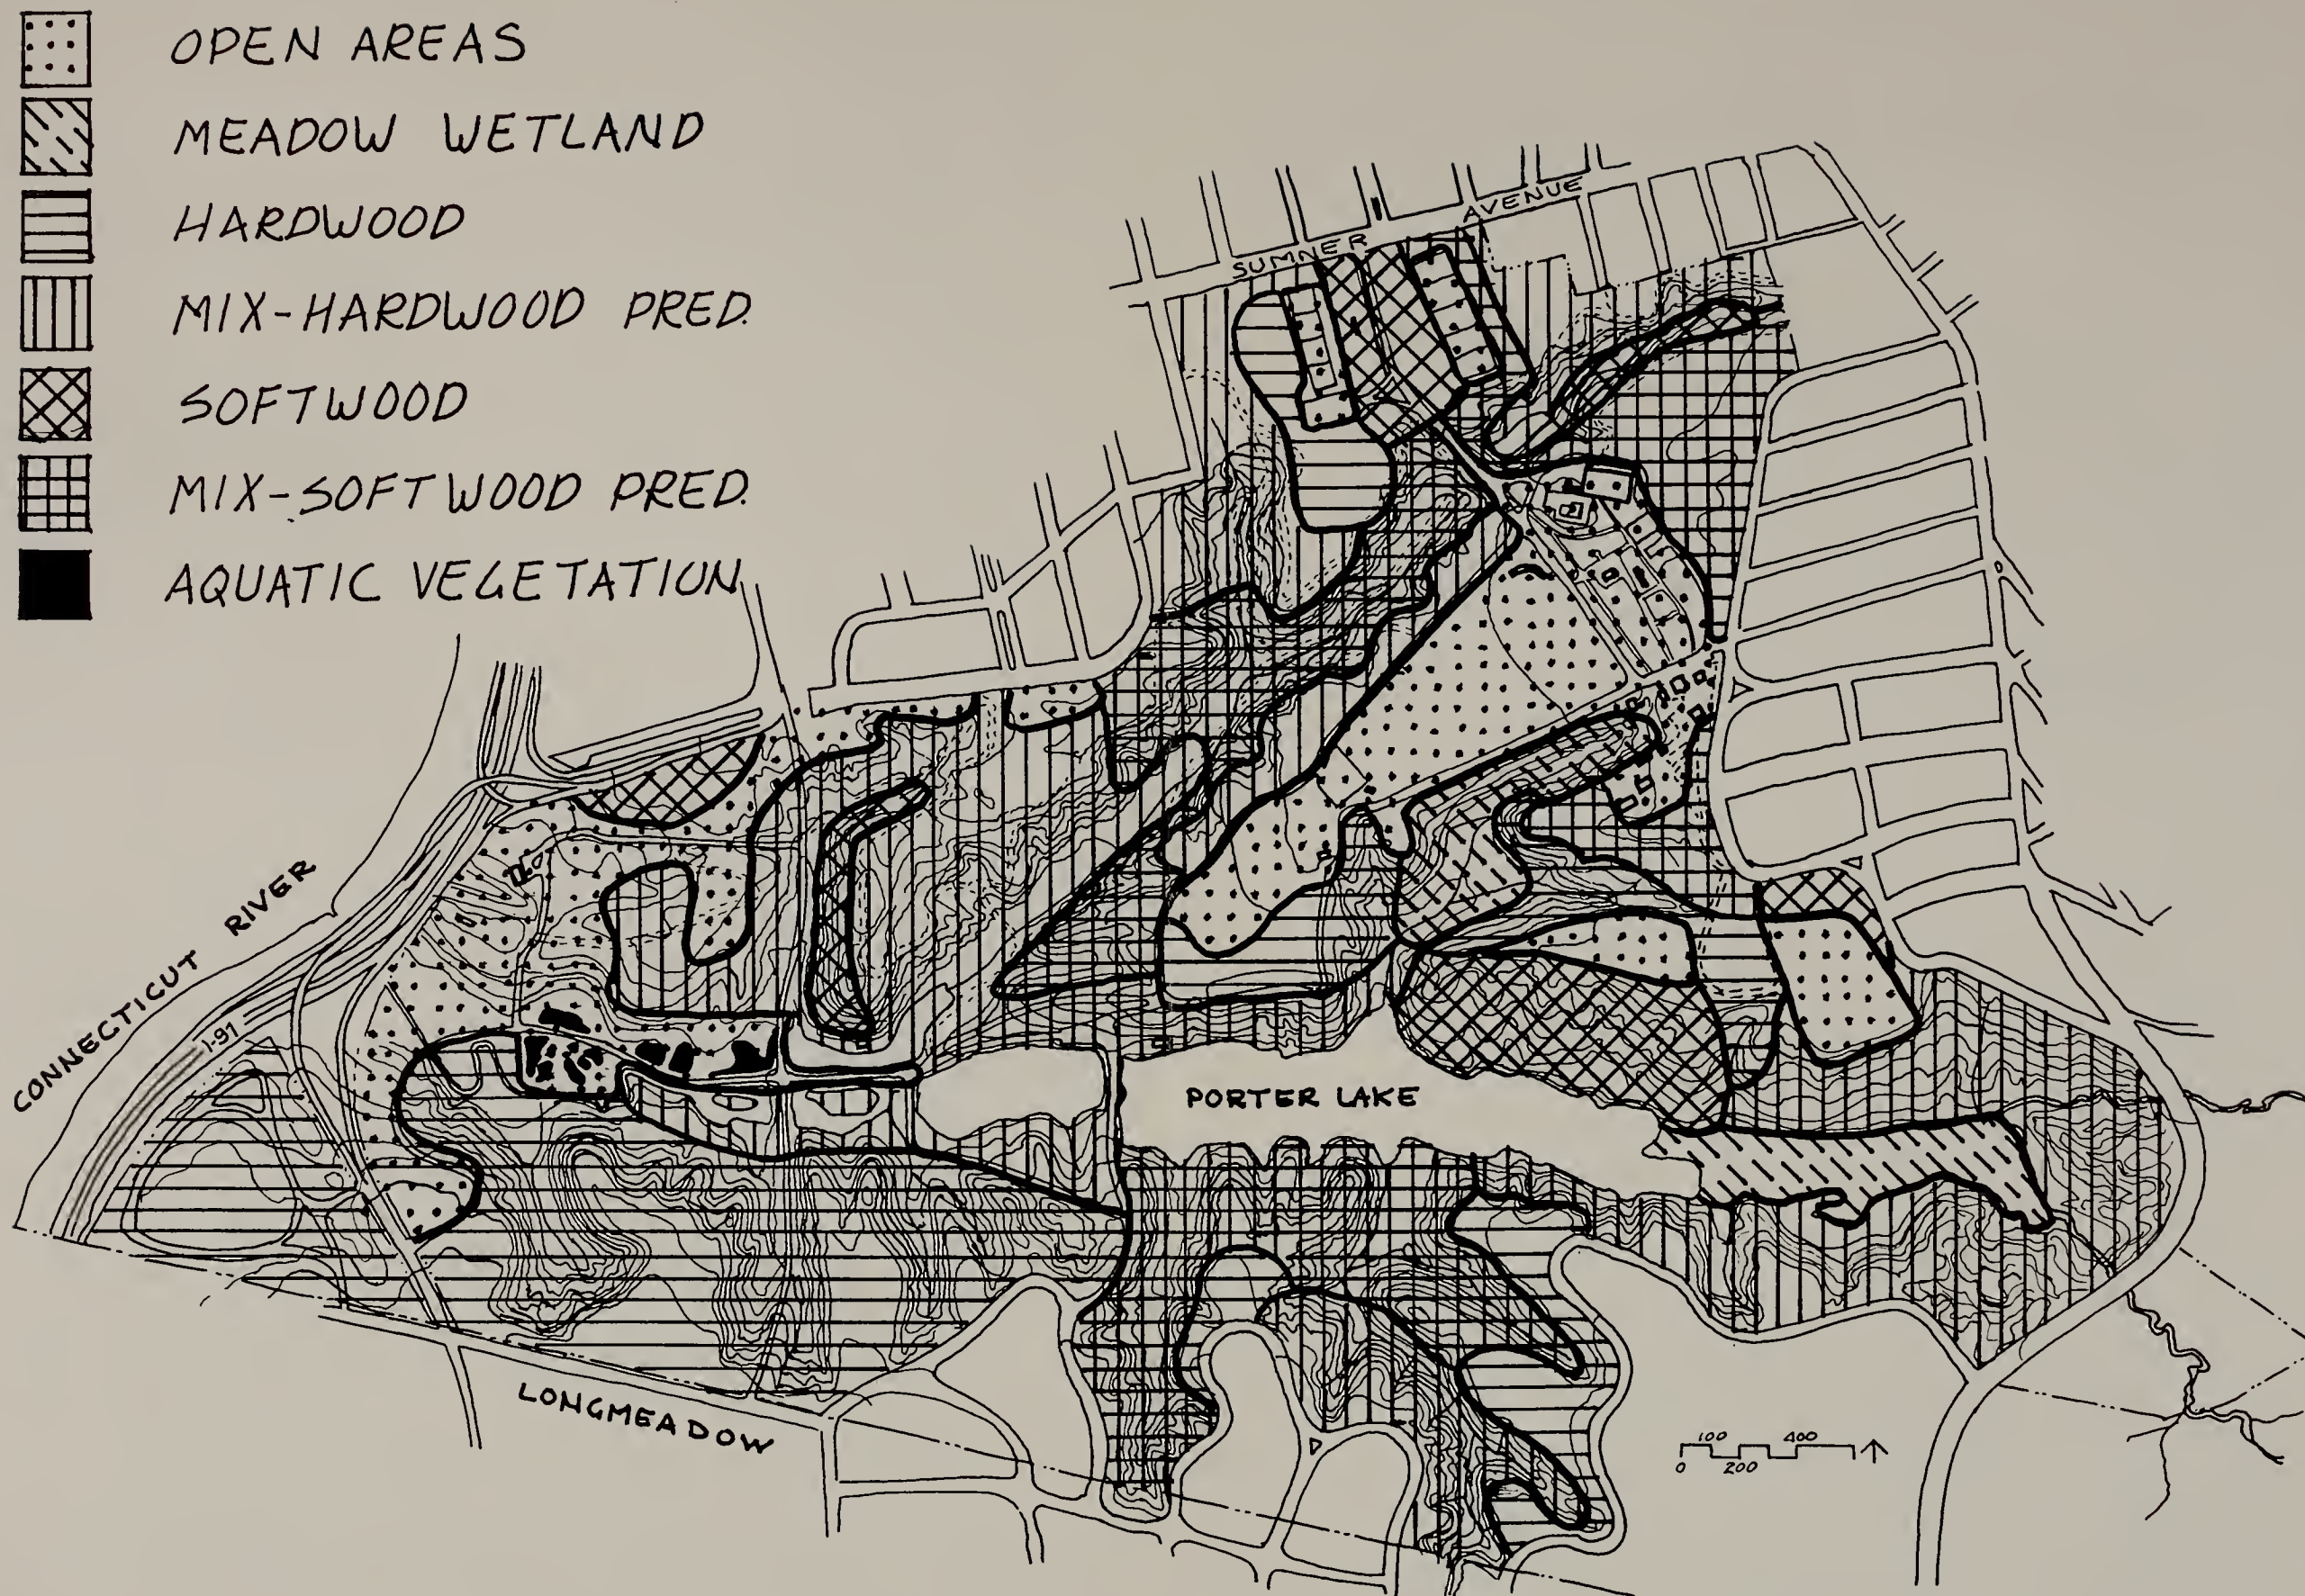 OPEN AREAS
MEADOW WETLAND
HARDWOOD
MIX-HARDWOOD PRED.
SOFTWOOD
MIX-SOFTWOOD PRED.
AQUATIC VEGETATION
SUMNER AVENUE
CONNECTICUT RIVER
I-91
PORTER LAKE
LONGMEADOW
100 400
0 200